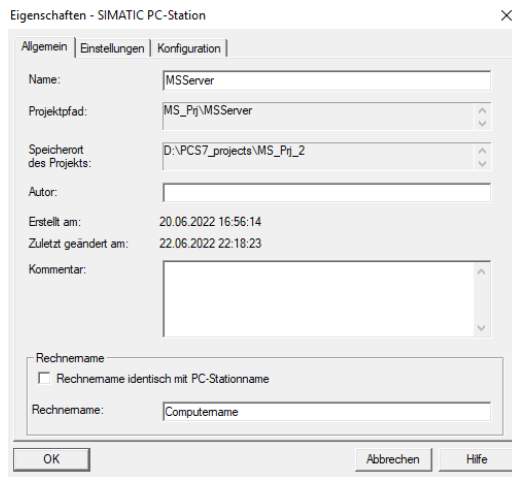 Eigenschaften - SIMATIC PC-Station
Allgemein Einstellungen Konfiguration
Name: MSServer
Projektpfad: MS_Prj\MSServer
Speicherort
des Projekts: D:\PCS7_projects\MS_Prj_2
Autor:
Erstellt am: 20.06.2022 16:56:14
Zuletzt geändert am: 22.06.2022 22:18:23
Kommentar:
Rechnername
Rechnername identisch mit PC-Stationname
Rechnername: Computername
OK Abbrechen Hilfe